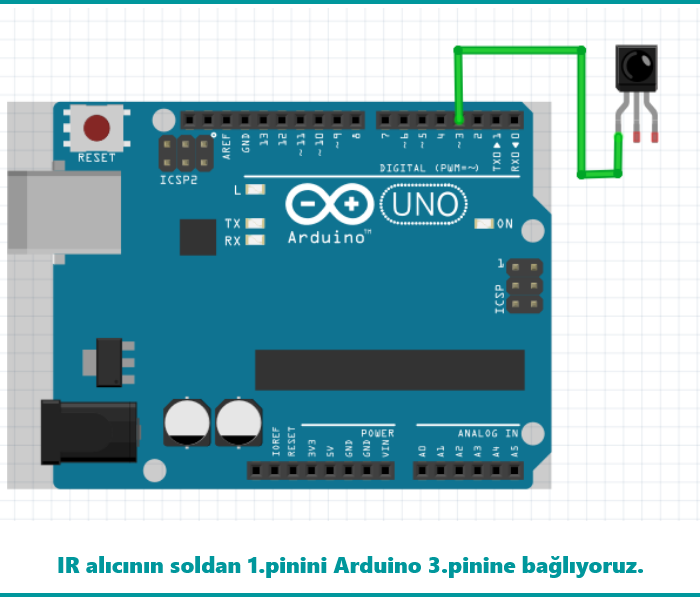 RESET
ICSP2
AREF
GND
13
12
~11
~10
~9
8
7
~6
~5
4
~3
2
TX0▶1
RX0◀0
DIGITAL (PWM=~)
L
TX
RX
UNO
Arduino™
ON
1
ICSP
IOREF
RESET
3V3
5V
GND
GND
VIN
POWER
ANALOG IN
A0
A1
A2
A3
A4
A5
IR alıcının soldan 1.pinini Arduino 3.pinine bağlıyoruz.